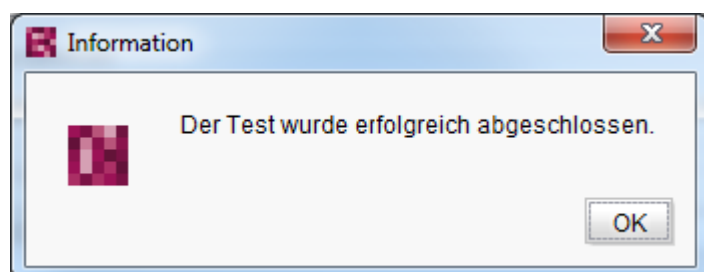 Information
Der Test wurde erfolgreich abgeschlossen.
OK